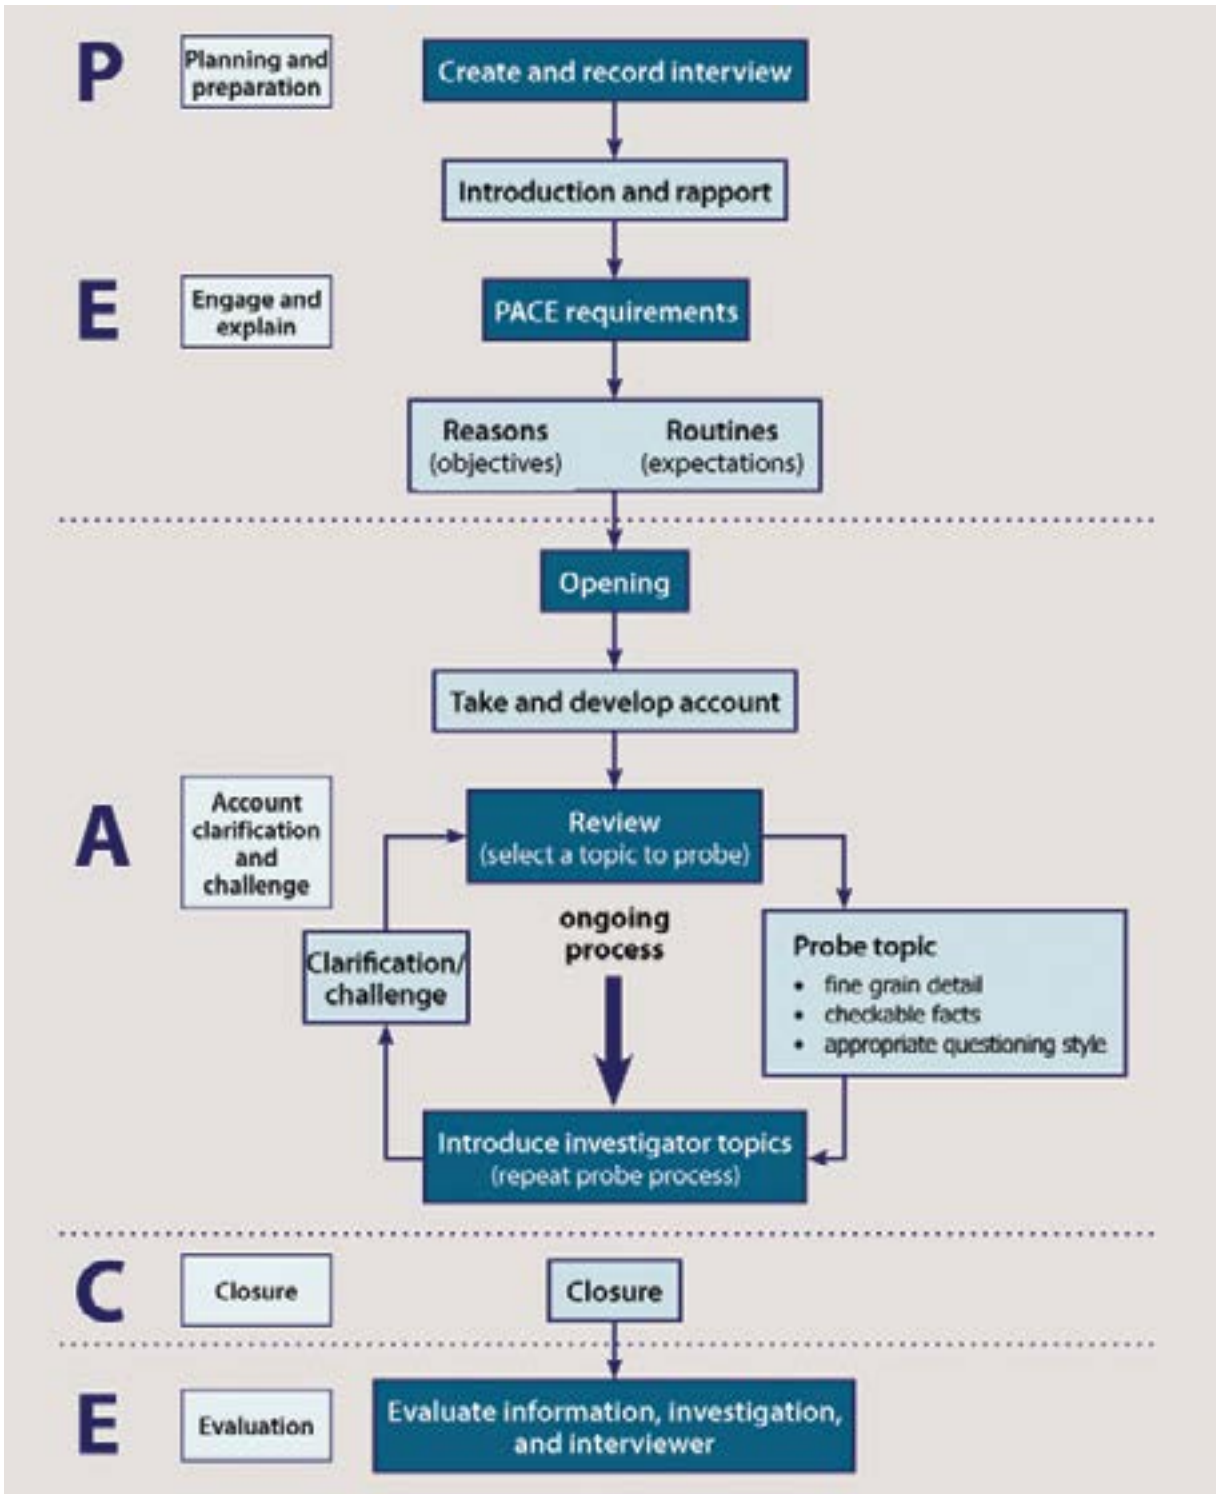 P
Planning and
preparation
Create and record interview
Introduction and rapport
E
Engage and
explain
PACE requirements
Reasons
(objectives)
Routines
(expectations)
Opening
Take and develop account
A
Account
clarification
and
challenge
Review
(select a topic to probe)
ongoing
process
Clarification/
challenge
Probe topic
• fine grain detail
• checkable facts
• appropriate questioning style
Introduce investigator topics
(repeat probe process)
C
Closure
Closure
E
Evaluation
Evaluate information, investigation,
and interviewer